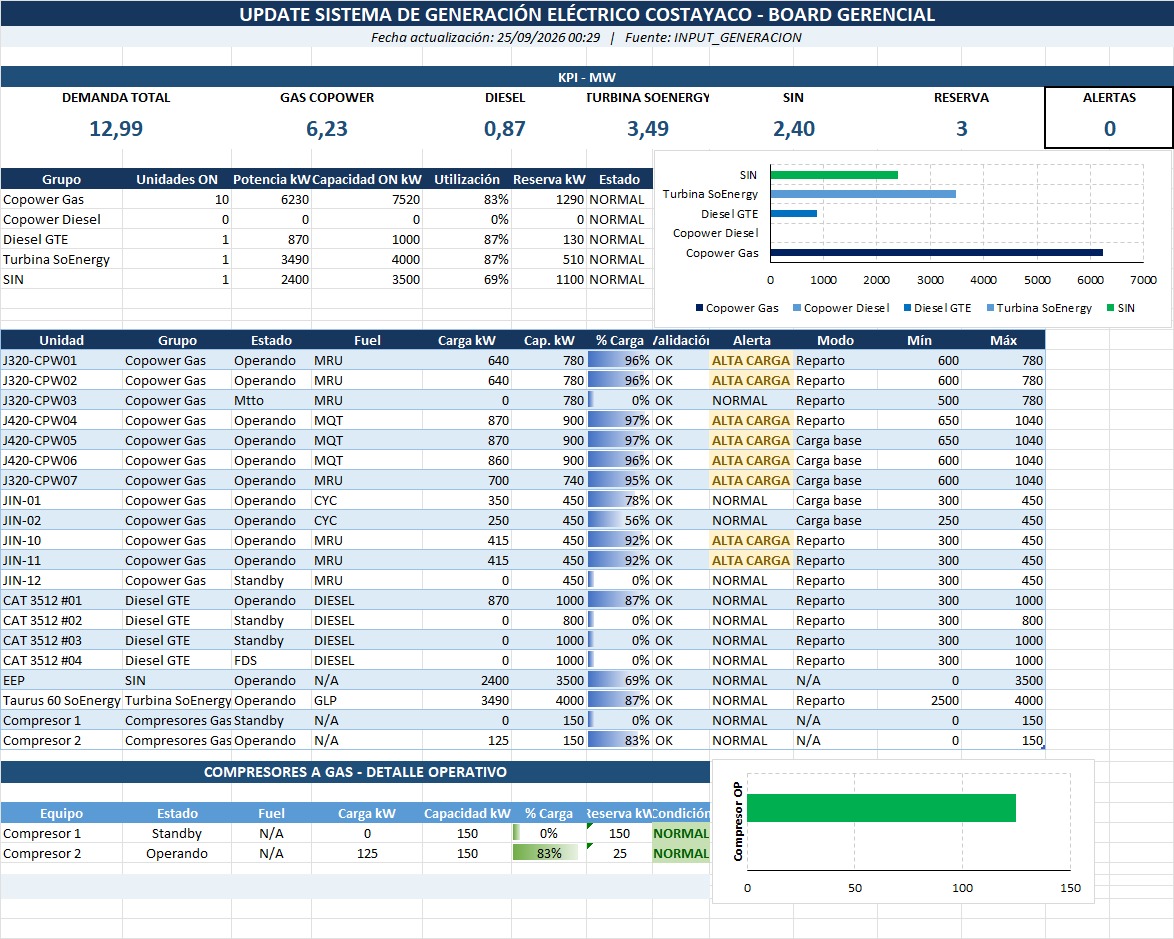 UPDATE SISTEMA DE GENERACIÓN ELÉCTRICO COSTAYACO - BOARD GERENCIAL
Fecha actualización: 25/09/2026 00:29 | Fuente: INPUT_GENERACION
KPI - MW
DEMANDA TOTAL GAS COPOWER DIESEL TURBINA SOENERGY SIN RESERVA ALERTAS
12,99 6,23 0,87 3,49 2,40 3 0
Grupo Unidades ON Potencia kW Capacidad ON kW Utilización Reserva kW Estado
Copower Gas 10 6230 7520 83% 1290 NORMAL
Copower Diesel 0 0 0 0% 0 NORMAL
Diesel GTE 1 870 1000 87% 130 NORMAL
Turbina SoEnergy 1 3490 4000 87% 510 NORMAL
SIN 1 2400 3500 69% 1100 NORMAL
SIN
Turbina SoEnergy
Diesel GTE
Copower Diesel
Copower Gas
0 1000 2000 3000 4000 5000 6000 7000
Copower Gas Copower Diesel Diesel GTE Turbina SoEnergy SIN
Unidad Grupo Estado Fuel Carga kW Cap. kW % Carga Validación Alerta Modo Mín Máx
J320-CPW01 Copower Gas Operando MRU 640 780 96% OK ALTA CARGA Reparto 600 780
J320-CPW02 Copower Gas Operando MRU 640 780 96% OK ALTA CARGA Reparto 600 780
J320-CPW03 Copower Gas Mtto MRU 0 780 0% OK NORMAL Reparto 500 780
J420-CPW04 Copower Gas Operando MQT 870 900 97% OK ALTA CARGA Reparto 650 1040
J420-CPW05 Copower Gas Operando MQT 870 900 97% OK ALTA CARGA Carga base 650 1040
J420-CPW06 Copower Gas Operando MQT 860 900 96% OK ALTA CARGA Carga base 600 1040
J320-CPW07 Copower Gas Operando MRU 700 740 95% OK ALTA CARGA Carga base 600 1040
JIN-01 Copower Gas Operando CYC 350 450 78% OK NORMAL Carga base 300 450
JIN-02 Copower Gas Operando CYC 250 450 56% OK NORMAL Carga base 250 450
JIN-10 Copower Gas Operando MRU 415 450 92% OK ALTA CARGA Reparto 300 450
JIN-11 Copower Gas Operando MRU 415 450 92% OK ALTA CARGA Reparto 300 450
JIN-12 Copower Gas Standby MRU 0 450 0% OK NORMAL Reparto 300 450
CAT 3512 #01 Diesel GTE Operando DIESEL 870 1000 87% OK NORMAL Reparto 300 1000
CAT 3512 #02 Diesel GTE Standby DIESEL 0 800 0% OK NORMAL Reparto 300 800
CAT 3512 #03 Diesel GTE Standby DIESEL 0 1000 0% OK NORMAL Reparto 300 1000
CAT 3512 #04 Diesel GTE FDS DIESEL 0 1000 0% OK NORMAL Reparto 300 1000
EEP SIN Operando N/A 2400 3500 69% OK NORMAL N/A 0 3500
Taurus 60 SoEnergy Turbina SoEnergy Operando GLP 3490 4000 87% OK NORMAL Reparto 2500 4000
Compresor 1 Compresores Gas Standby N/A 0 150 0% OK NORMAL N/A 0 150
Compresor 2 Compresores Gas Operando N/A 125 150 83% OK NORMAL N/A 0 150
COMPRESORES A GAS - DETALLE OPERATIVO
Equipo Estado Fuel Carga kW Capacidad kW % Carga Reserva kW Condición
Compresor 1 Standby N/A 0 150 0% 150 NORMAL
Compresor 2 Operando N/A 125 150 83% 25 NORMAL
Compresor OP
0 50 100 150